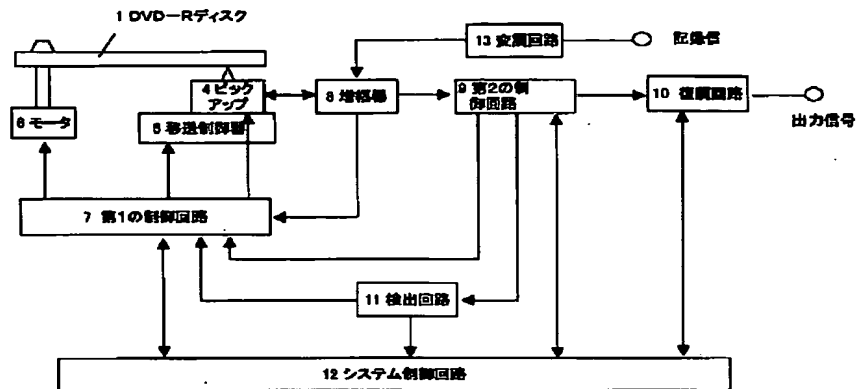 1 DVD－Rディスク
13 変調回路
記録信
4 ピック
アップ
8 増幅器
9 第2の制
御回路
10 復調回路
6 モータ
5 移送制御器
出力信号
7 第1の制御回路
11 検出回路
12 システム制御回路